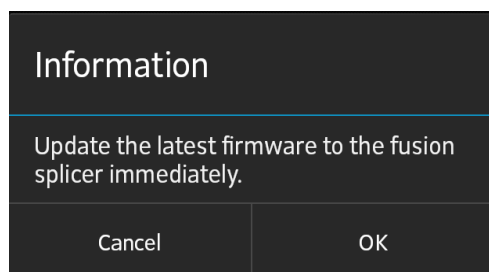 Information
Update the latest firmware to the fusion
splicer immediately.
Cancel
OK